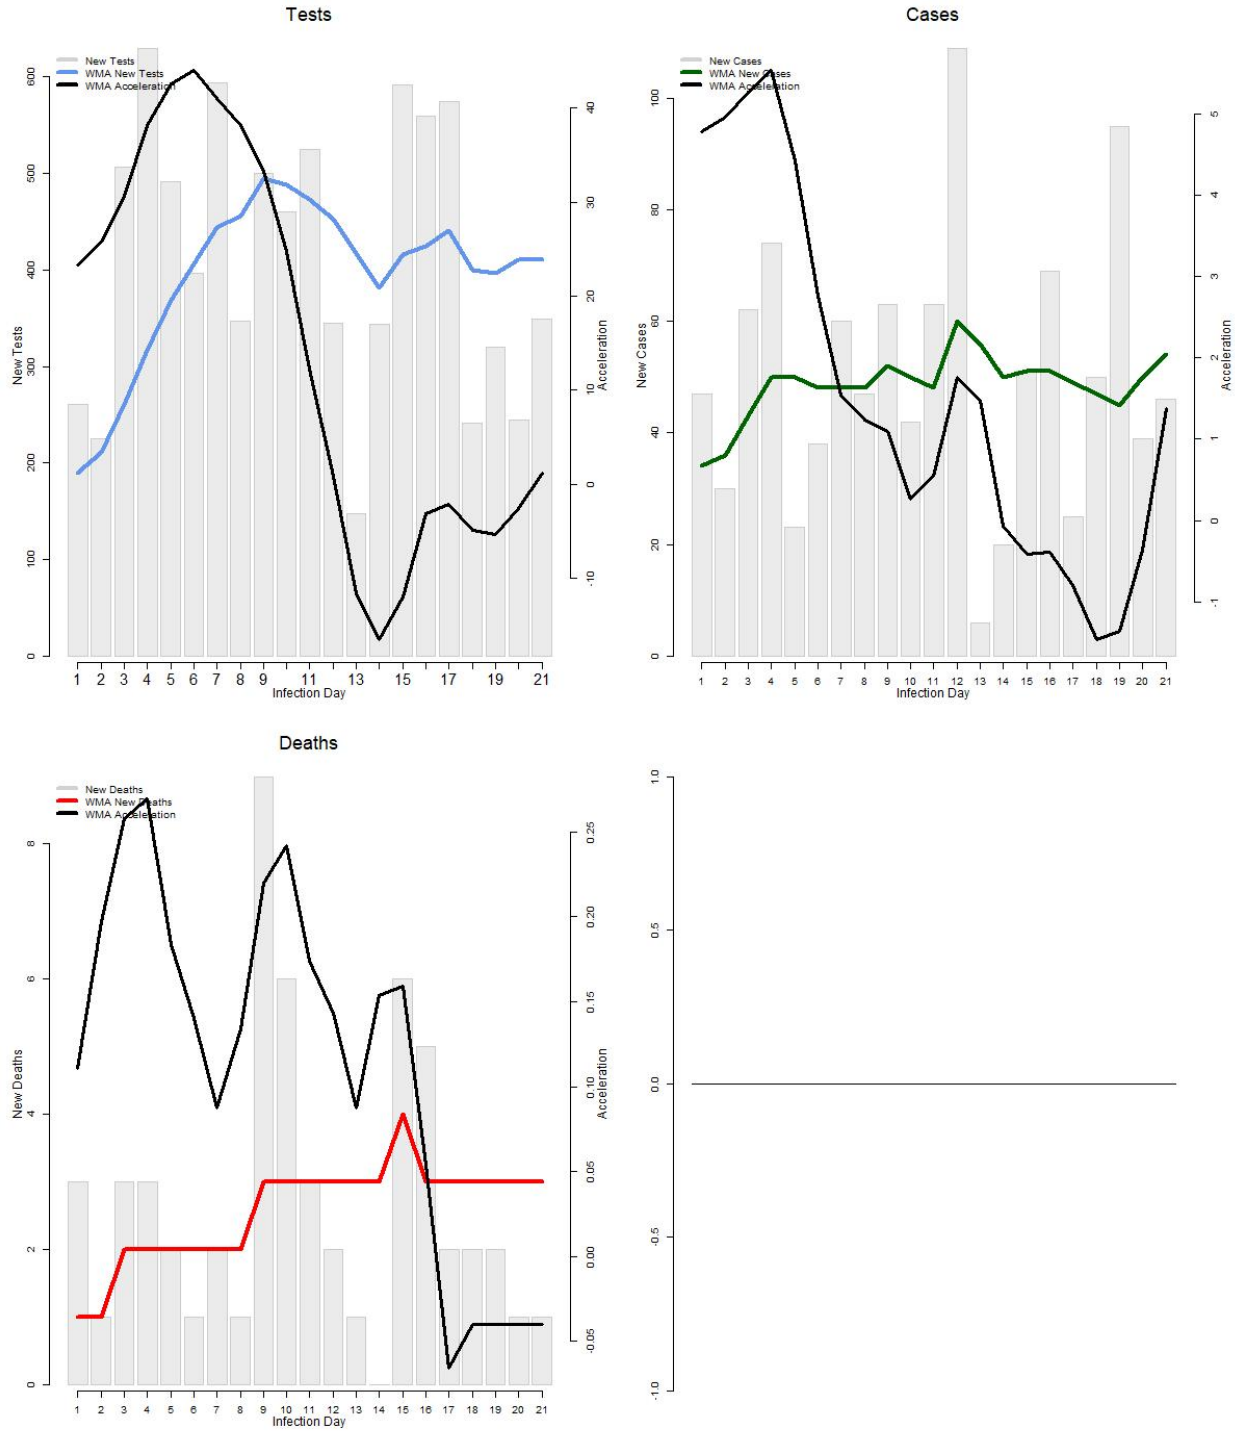 Tests
New Tests
WMA New Tests
WMA Acceleration
New Tests
0 100 200 300 400 500 600
Acceleration
-10 0 10 20 30 40
1 2 3 4 5 6 7 8 9 11 13 15 17 19 21
Infection Day
Cases
New Cases
WMA New Cases
WMA Acceleration
New Cases
0 20 40 60 80 100
Acceleration
-1 0 1 2 3 4 5
1 2 3 4 5 6 7 8 9 10 11 12 13 14 15 16 17 18 19 20 21
Infection Day
Deaths
New Deaths
WMA New Deaths
WMA Acceleration
New Deaths
0 2 4 6 8
Acceleration
-0.05 0.00 0.05 0.10 0.15 0.20 0.25
1 2 3 4 5 6 7 8 9 10 11 12 13 14 15 16 17 18 19 20 21
Infection Day
-1.0 -0.5 0.0 0.5 1.0